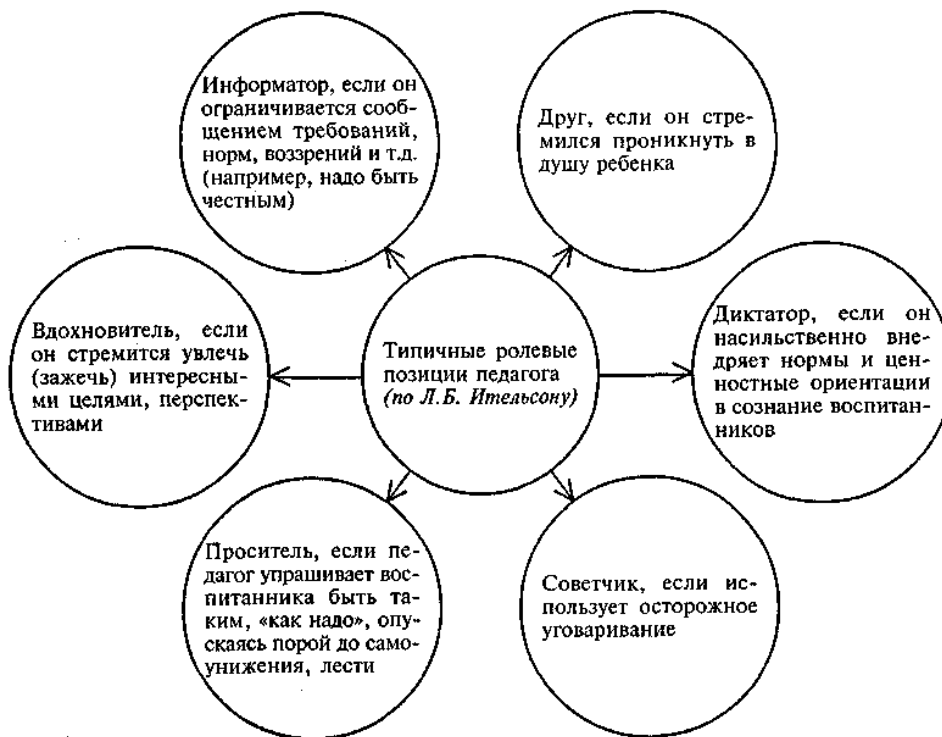 Информатор, если он
ограничивается сооб-
щением требований,
норм, воззрений и т.д.
(например, надо быть
честным)
Друг, если он стре-
мился проникнуть в
душу ребенка
Вдохновитель, если
он стремится увлечь
(зажечь) интересны-
ми целями, перспек-
тивами
Типичные ролевые
позиции педагога
(по Л.Б. Ительсону)
Диктатор, если он
насильственно вне-
дряет нормы и цен-
ностные ориентации
в сознание воспитан-
ников
Проситель, если пе-
дагог упрашивает вос-
питанника быть та-
ким, «как надо», опу-
скаясь порой до само-
унижения, лести
Советчик, если ис-
пользует осторожное
уговаривание